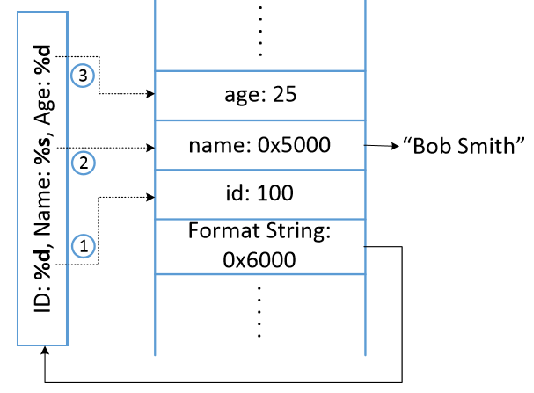 ID: %d, Name: %s, Age: %d
3
age: 25
2
name: 0x5000
"Bob Smith"
id: 100
1
Format String:
0x6000